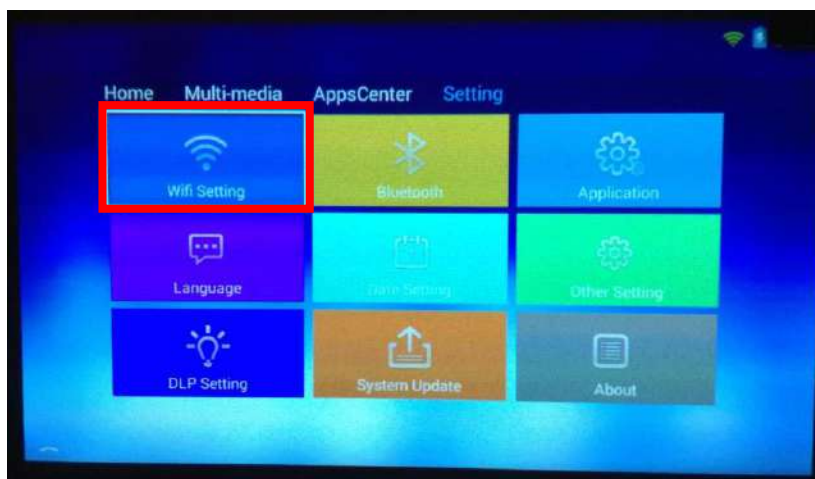 Home Multi-media AppsCenter Setting
Wifi Setting Bluetooth Application
Language Date Setting Other Setting
DLP Setting System Update About